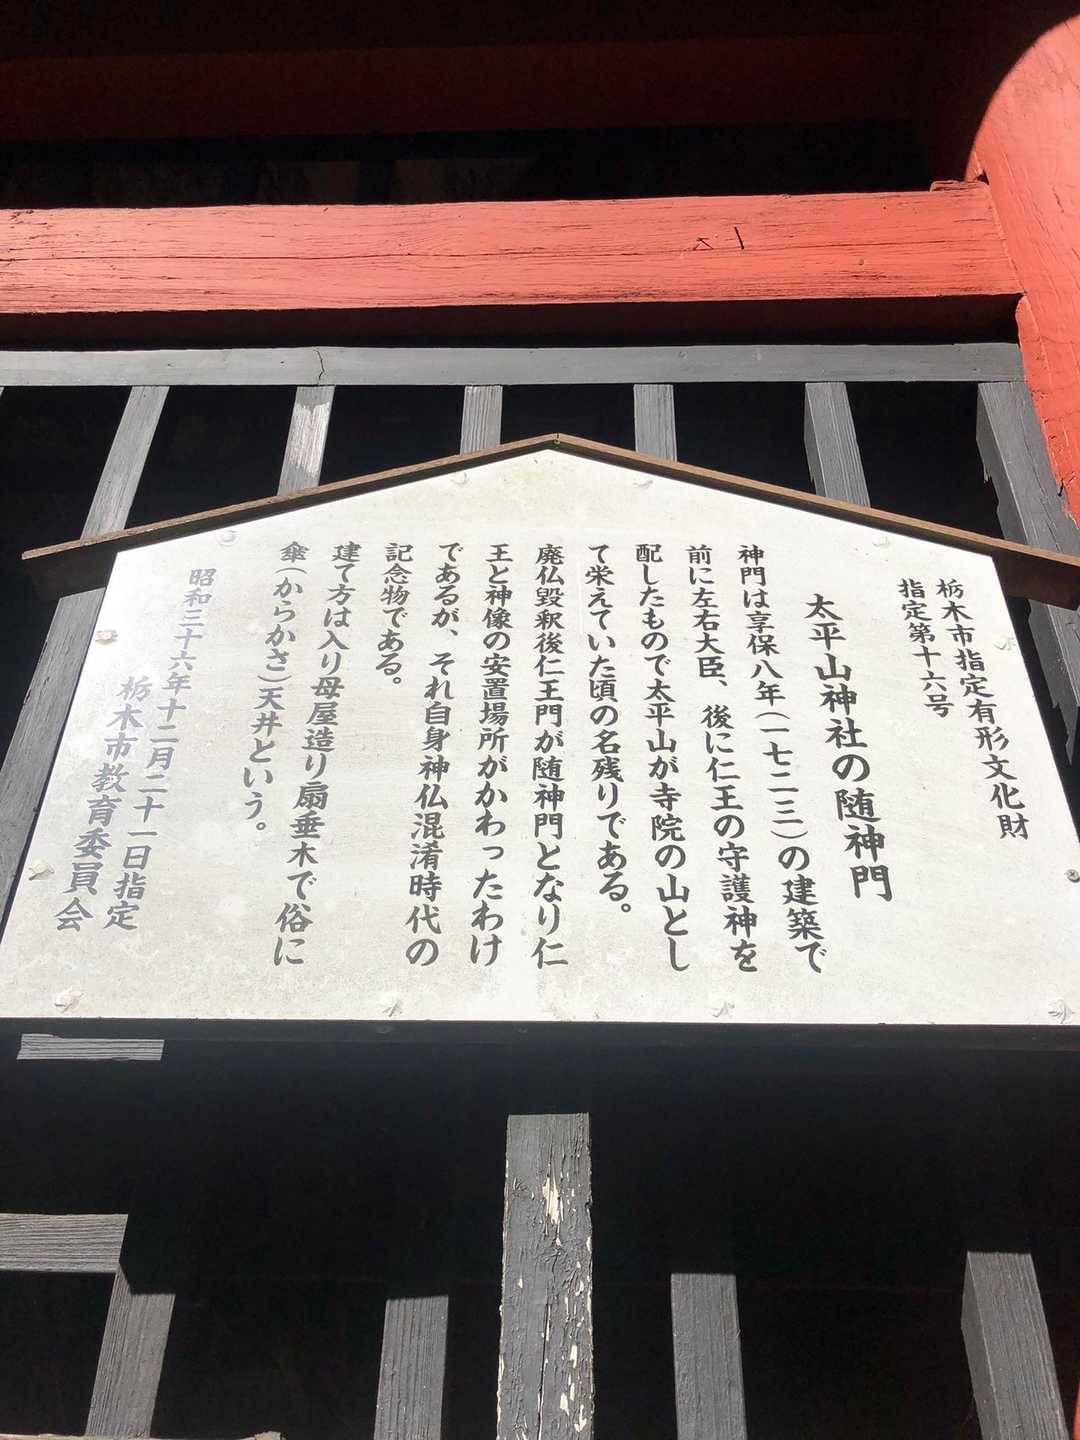 栃木市指定有形文化財
指定第十六号
太平山神社の随神門
神門は享保八年(一七二三)の建築で
前に左右大臣、後に仁王の守護神を
配したもので太平山が寺院の山とし
て栄えていた頃の名残りである。
廃仏毀釈後仁王門が随神門となり仁
王と神像の安置場所がかわったわけ
であるが、それ自身神仏混淆時代の
記念物である。
建て方は入り母屋造り扇垂木で俗に
傘(からかさ)天井という。
昭和三十六年十二月二十一日指定
栃木市教育委員会